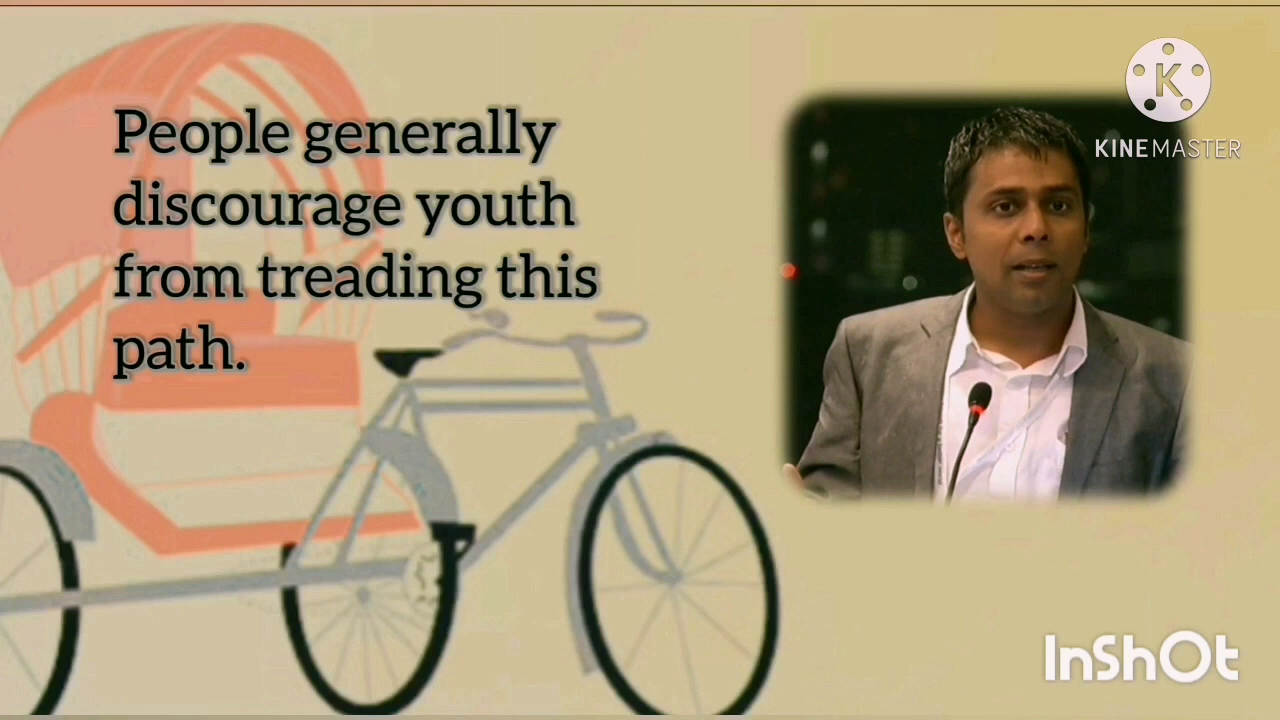 People generally
discourage youth
from treading this
path.
K
KINEMASTER
InShOt